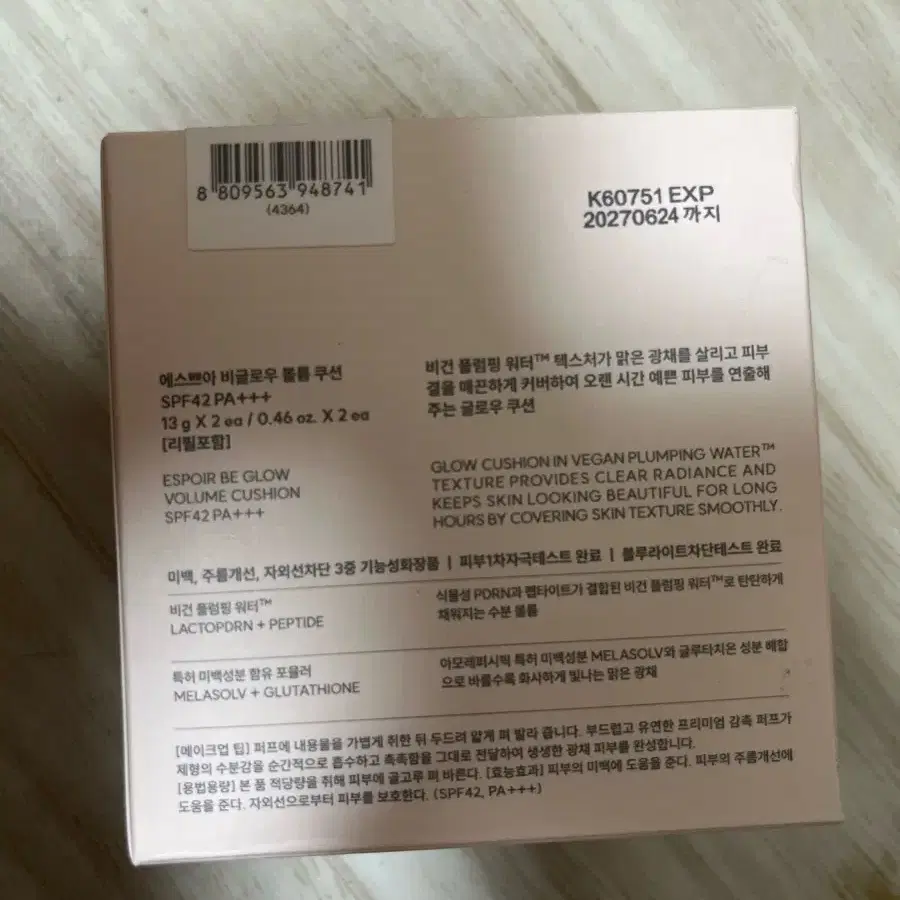 8 809563 948741
(4364)
K60751 EXP
20270624 까지
에스쁘아 비글로우 볼륨 쿠션
SPF42 PA+++
13 g X 2 ea / 0.46 oz. X 2 ea
[리필포함]
ESPOIR BE GLOW
VOLUME CUSHION
SPF42 PA+++
비건 플럼핑 워터™ 텍스처가 맑은 광채를 살리고 피부
결을 매끈하게 커버하여 오랜 시간 예쁜 피부를 연출해
주는 글로우 쿠션
GLOW CUSHION IN VEGAN PLUMPING WATER™
TEXTURE PROVIDES CLEAR RADIANCE AND
KEEPS SKIN LOOKING BEAUTIFUL FOR LONG
HOURS BY COVERING SKIN TEXTURE SMOOTHLY.
미백, 주름개선, 자외선차단 3중 기능성화장품 | 피부1차자극테스트 완료 | 블루라이트차단테스트 완료
비건 플럼핑 워터™
LACTOPDRN + PEPTIDE
식물성 PDRN과 펩타이트가 결합된 비건 플럼핑 워터™로 탄탄하게
채워지는 수분 볼륨
특허 미백성분 함유 포뮬러
MELASOLV + GLUTATHIONE
아모레퍼시픽 특허 미백성분 MELASOLV와 글루타치온 성분 배합
으로 바를수록 화사하게 빛나는 맑은 광채
[메이크업 팁] 퍼프에 내용물을 가볍게 취한 뒤 두드려 얇게 펴 발라 줍니다. 부드럽고 유연한 프리미엄 감촉 퍼프가
제형의 수분감을 순간적으로 흡수하고 촉촉함을 그대로 전달하여 생생한 광채 피부를 완성합니다.
[용법용량] 본 품 적당량을 취해 피부에 골고루 펴 바른다. [효능효과] 피부의 미백에 도움을 준다. 피부의 주름개선에
도움을 준다. 자외선으로부터 피부를 보호한다. (SPF42, PA+++)